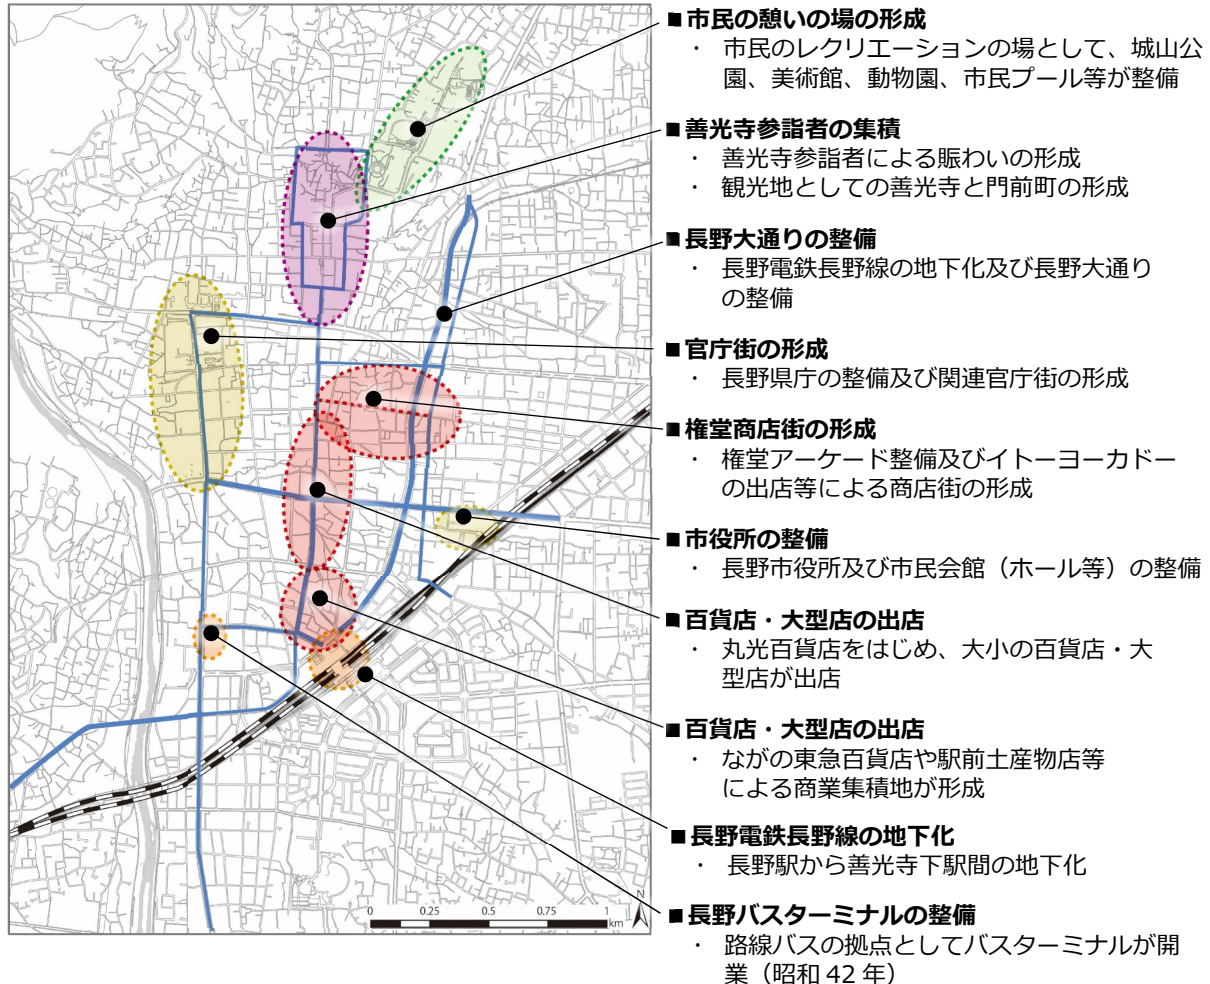 ■市民の憩いの場の形成
・ 市民のレクリエーションの場として、城山公
園、美術館、動物園、市民プール等が整備
■善光寺参詣者の集積
・ 善光寺参詣者による賑わいの形成
・ 観光地としての善光寺と門前町の形成
■長野大通りの整備
・ 長野電鉄長野線の地下化及び長野大通り
の整備
■官庁街の形成
・ 長野県庁の整備及び関連官庁街の形成
■権堂商店街の形成
・ 権堂アーケード整備及びイトーヨーカドー
の出店等による商店街の形成
■市役所の整備
・ 長野市役所及び市民会館（ホール等）の整備
■百貨店・大型店の出店
・ 丸光百貨店をはじめ、大小の百貨店・大
型店が出店
■百貨店・大型店の出店
・ ながの東急百貨店や駅前土産物店等
による商業集積地が形成
■長野電鉄長野線の地下化
・ 長野駅から善光寺下駅間の地下化
■長野バスターミナルの整備
・ 路線バスの拠点としてバスターミナルが開
業（昭和 42 年）
0 0.25 0.5 0.75 1
km
N